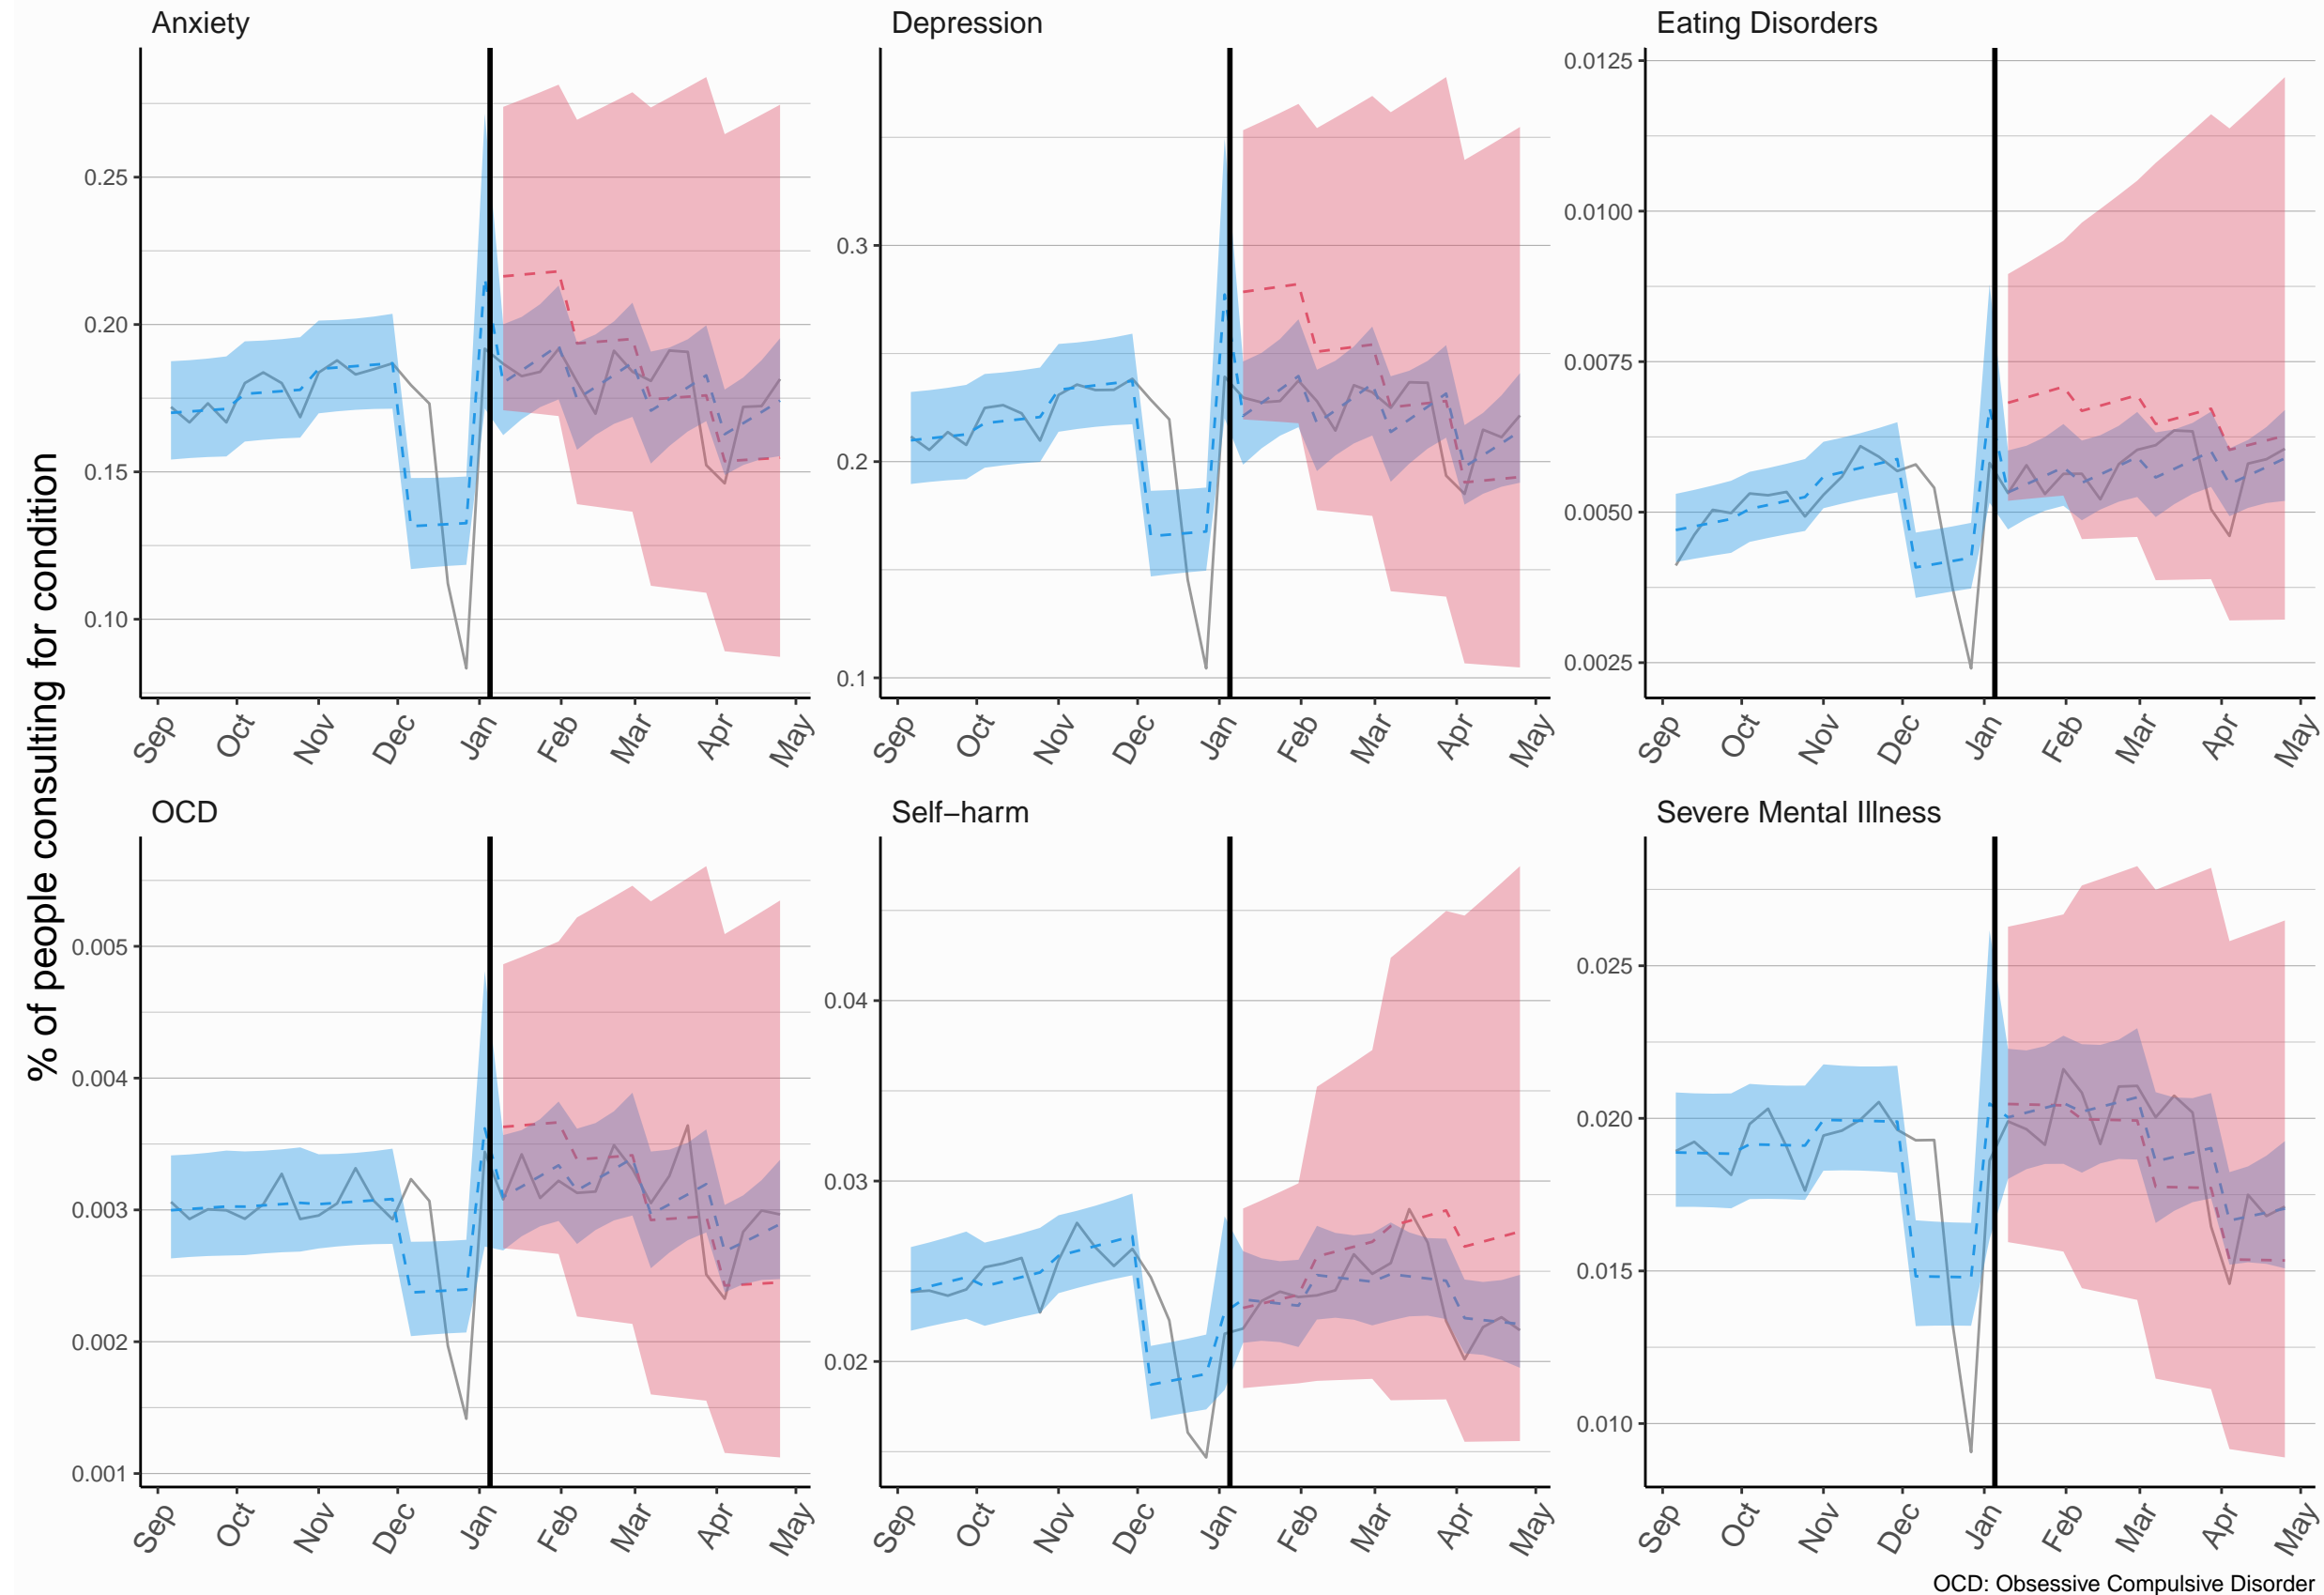 % of people consulting for condition
Anxiety
0.25
0.20
0.15
0.10
Sep Oct Nov Dec Jan Feb Mar Apr May
Depression
0.3
0.2
0.1
Sep Oct Nov Dec Jan Feb Mar Apr May
Eating Disorders
0.0125
0.0100
0.0075
0.0050
0.0025
Sep Oct Nov Dec Jan Feb Mar Apr May
OCD
0.005
0.004
0.003
0.002
0.001
Sep Oct Nov Dec Jan Feb Mar Apr May
Self−harm
0.04
0.03
0.02
Sep Oct Nov Dec Jan Feb Mar Apr May
Severe Mental Illness
0.025
0.020
0.015
0.010
Sep Oct Nov Dec Jan Feb Mar Apr May
OCD: Obsessive Compulsive Disorder